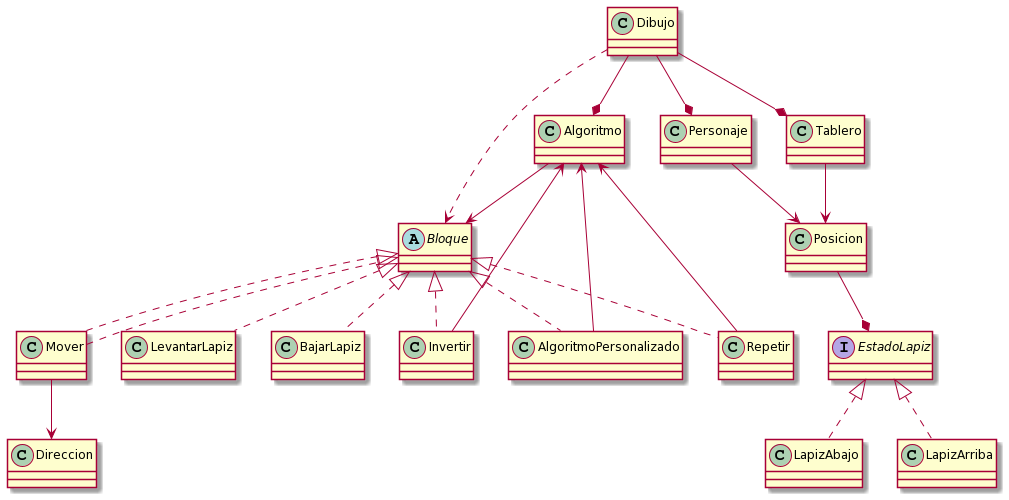 C Dibujo
C Algoritmo
C Personaje
C Tablero
A Bloque
C Posicion
C Mover
C LevantarLapiz
C BajarLapiz
C Invertir
C AlgoritmoPersonalizado
C Repetir
I EstadoLapiz
C Direccion
C LapizAbajo
C LapizArriba